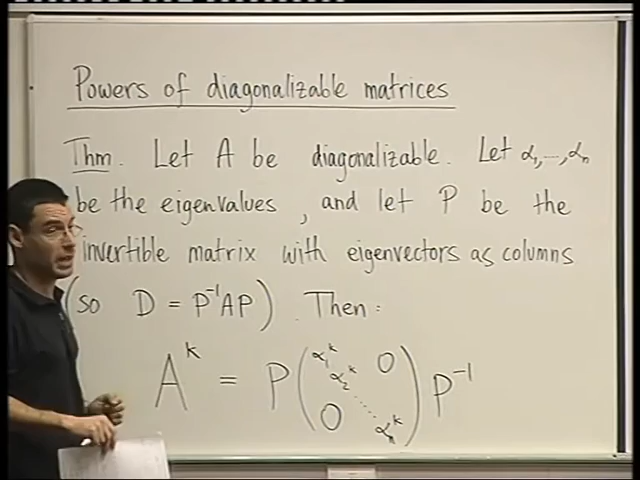 Powers of diagonalizable matrices
Thm. Let A be diagonalizable. Let α₁,...,αₙ
be the eigenvalues, and let P be the
invertible matrix with eigenvectors as columns
(so D = P⁻¹AP). Then:
Aᵏ = P(α₁ᵏ α₂ᵏ ..... αₙᵏ 0 0)P⁻¹